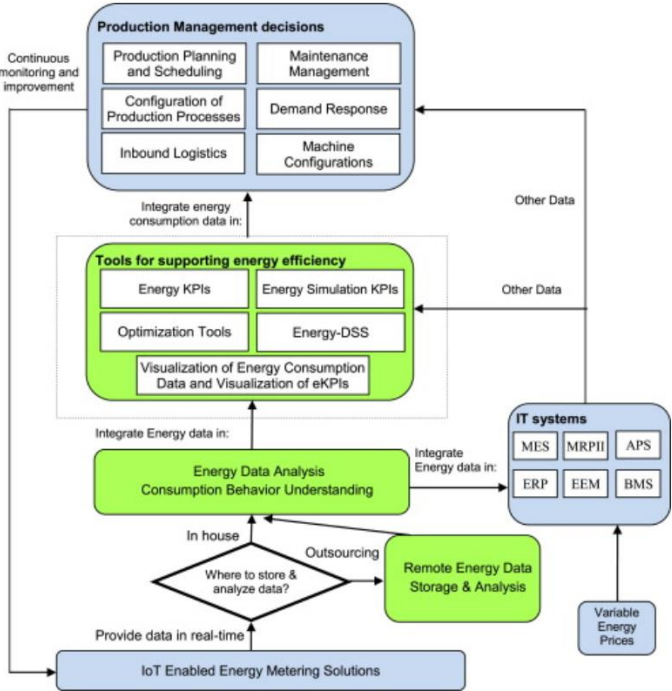 Production Management decisions
Continuous
monitoring and
improvement
Production Planning
and Scheduling
Maintenance
Management
Configuration of
Production Processes
Demand Response
Inbound Logistics
Machine
Configurations
Integrate energy
consumption data in:
Other Data
Tools for supporting energy efficiency
Energy KPIs
Energy Simulation KPIs
Other Data
Optimization Tools
Energy-DSS
Visualization of Energy Consumption
Data and Visualization of eKPIs
Integrate Energy data in:
IT systems
MES
MRPII
APS
ERP
EEM
BMS
Integrate
Energy data in:
Energy Data Analysis
Consumption Behavior Understanding
In house
Outsourcing
Where to store &
analyze data?
Remote Energy Data
Storage & Analysis
Variable
Energy
Prices
Provide data in real-time
IoT Enabled Energy Metering Solutions